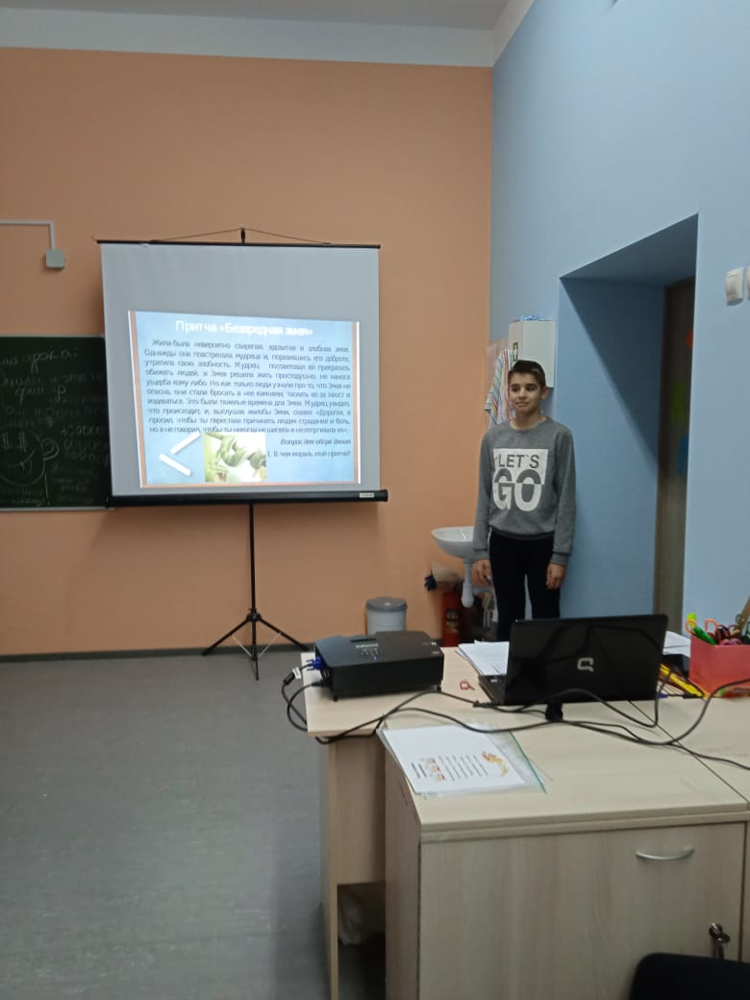 Притча «Безвредная змея»
Жила-была невероятно свирепая, ядовитая и злобная змея.
Однажды она повстречала мудреца и, поразившись его доброте,
утратила свою злобность. Мудрец посоветовал ей прекратить
обижать людей, и Змея решила жить простодушно, не нанося
ущерба кому-либо. Но как только люди узнали про то, что Змея не
опасна, они стали бросать в нее камнями, таскать её за хвост и
издеваться. Это были тяжелые времена для Змеи. Мудрец увидел,
что происходит, и, выслушав жалобы Змеи, сказал: «Дорогая, я
просил, чтобы ты перестала причинять людям страдания и боль,
но я не говорил, чтобы ты никогда не шипела и не отпугивала их».
Вопрос для обсуждения
1. В чем мораль этой притчи?
урока:
LET'S
GO